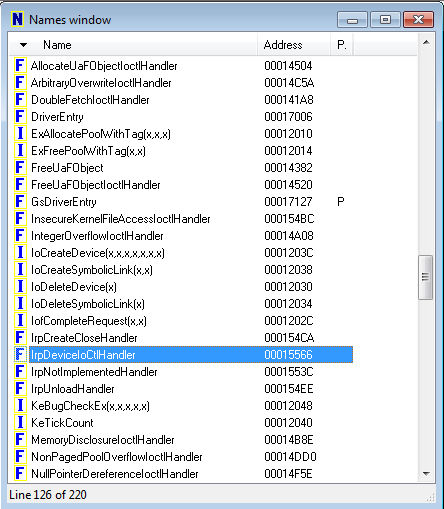 N Names window
Name Address P.
F AllocateUaFObjectIoctlHandler 00014504
F ArbitraryOverwriteIoctlHandler 00014C5A
F DoubleFetchIoctlHandler 000141A8
F DriverEntry 00017006
I ExAllocatePoolWithTag(x,x,x) 00012010
I ExFreePoolWithTag(x,x) 00012014
F FreeUaFObject 00014382
F FreeUaFObjectIoctlHandler 00014520
F GsDriverEntry 00017127 P
F InsecureKernelFileAccessIoctlHandler 000154BC
F IntegerOverflowIoctlHandler 00014A08
I IoCreateDevice(x,x,x,x,x,x,x) 0001203C
I IoCreateSymbolicLink(x,x) 00012038
I IoDeleteDevice(x) 00012030
I IoDeleteSymbolicLink(x) 00012034
I IofCompleteRequest(x,x) 0001202C
F IrpCreateCloseHandler 000154CA
F IrpDeviceIoCtlHandler 00015566
F IrpNotImplementedHandler 0001553C
F IrpUnloadHandler 000154EE
I KeBugCheckEx(x,x,x,x,x) 00012048
I KeTickCount 00012040
F MemoryDisclosureIoctlHandler 00014B8E
F NonPagedPoolOverflowIoctlHandler 00014DD0
F NullPointerDereferenceIoctlHandler 00014F5E
Line 126 of 220